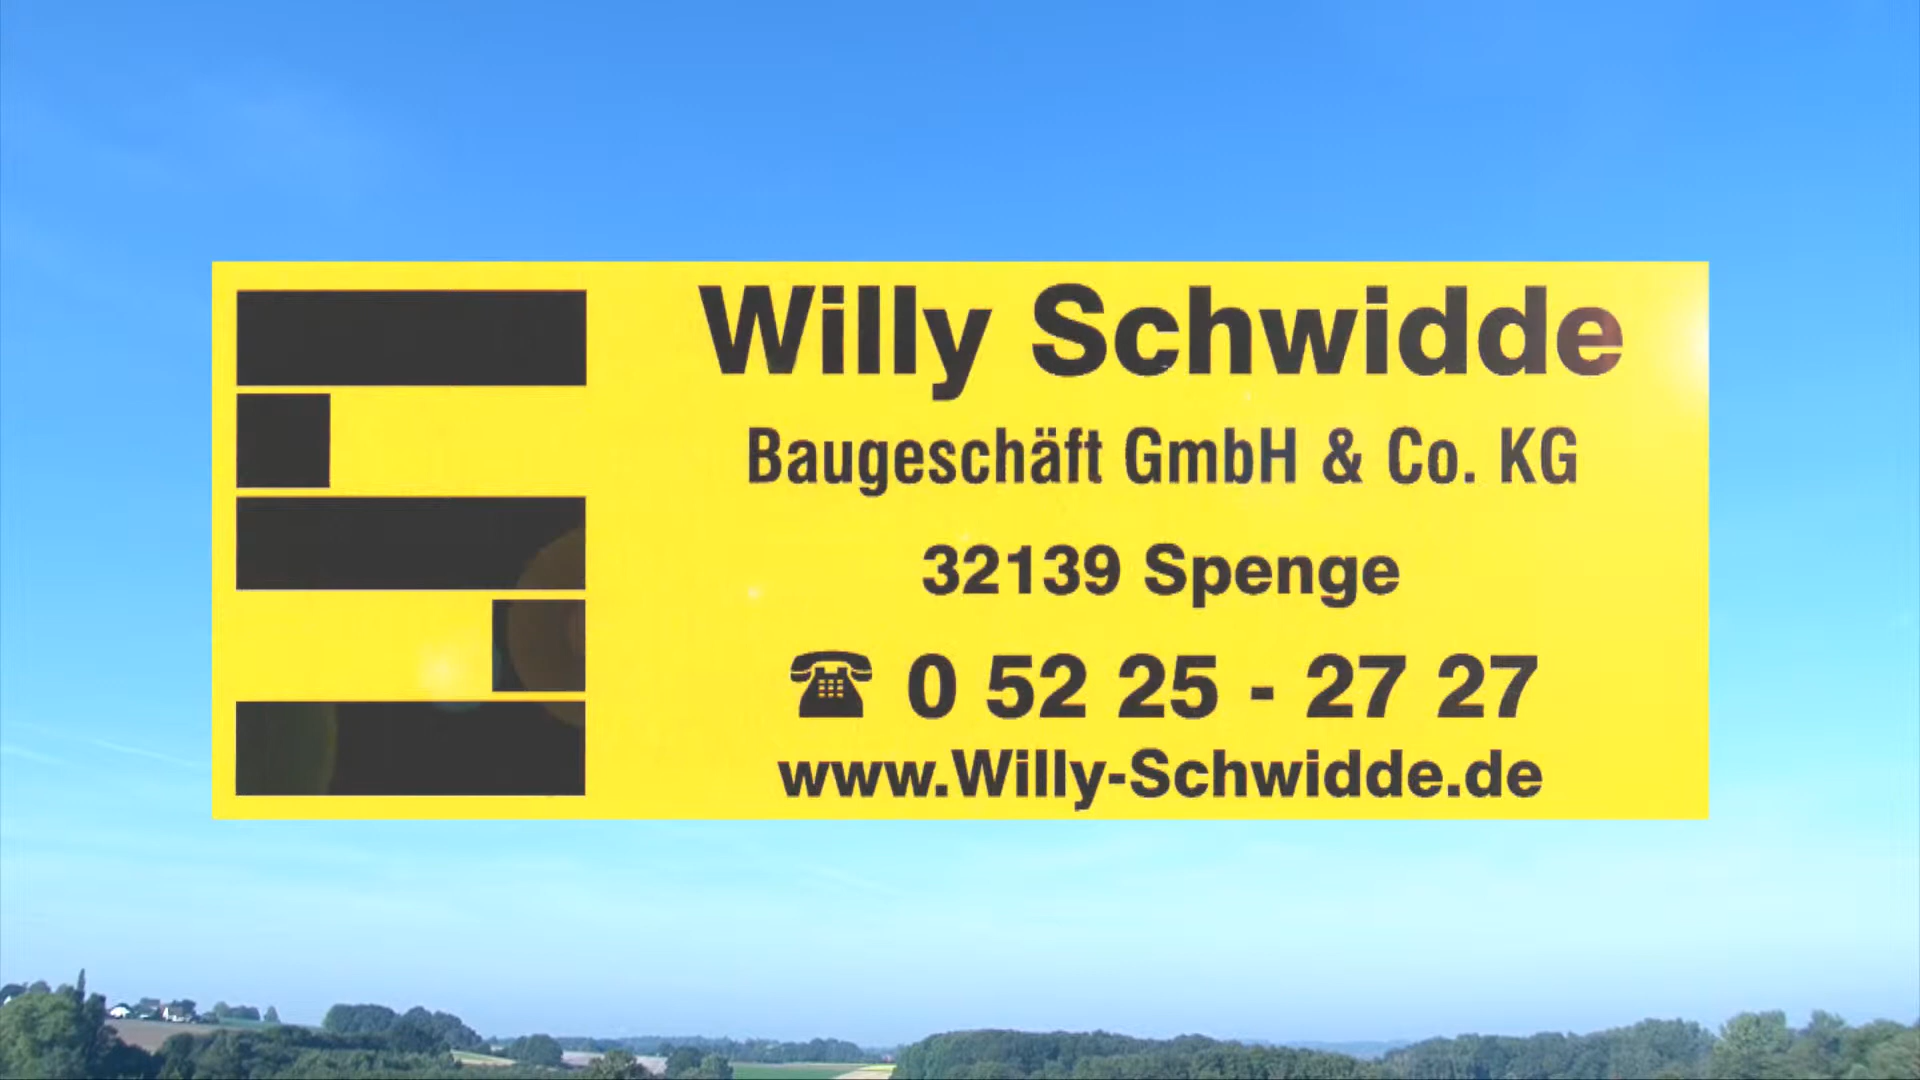 Willy Schwidde
Baugeschäft GmbH & Co. KG
32139 Spenge
☎ 0 52 25 - 27 27
www.Willy-Schwidde.de